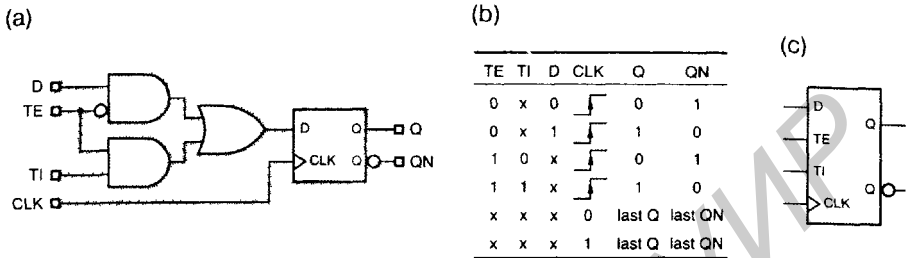 (a)
D
TE
TI
CLK
D Q
CLK Q
Q
QN
(b)
TE TI D CLK Q QN
0 x 0 0 1
0 x 1 1 0
1 0 x 0 1
1 1 x 1 0
x x x 0 last Q last QN
x x x 1 last Q last QN
(c)
D
TE
TI
CLK
Q
Q
УИР